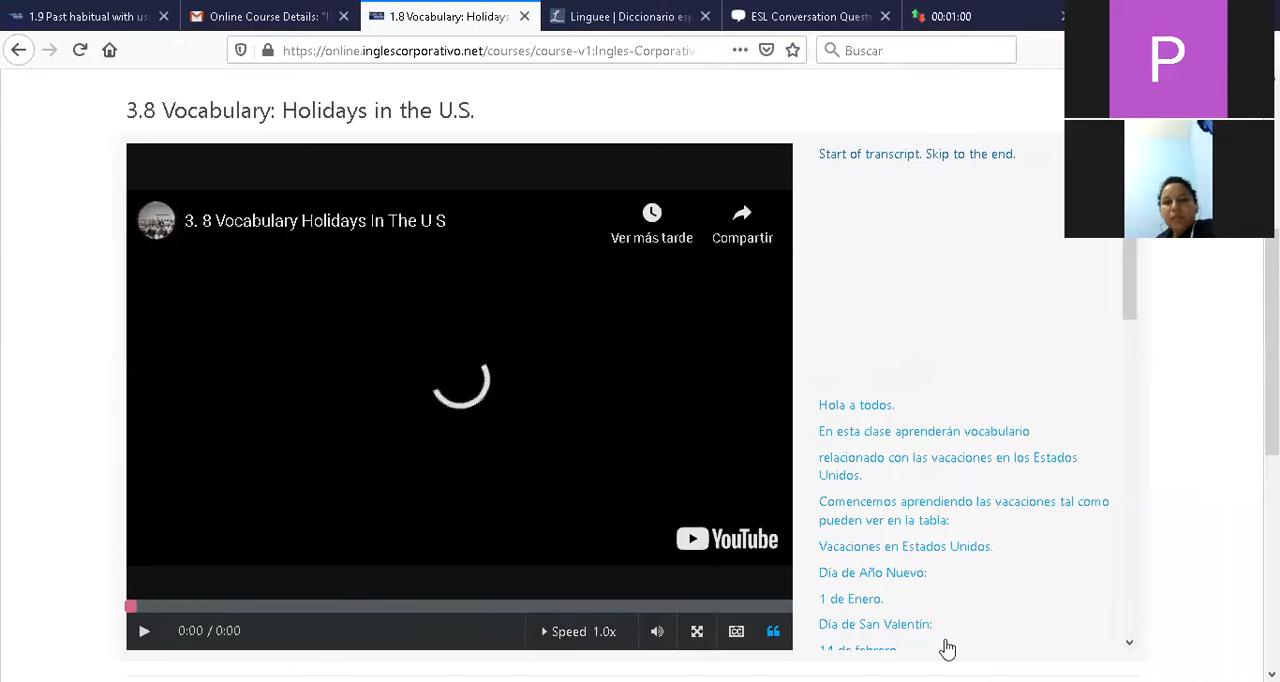 1.9 Past habitual with us
Online Course Details: "I
1.8 Vocabulary: Holidays
Linguee | Diccionario es
ESL Conversation Quest
00:01:00
https://online.inglescorporativo.net/courses/course-v1:Ingles-Corporativ
Buscar
P
3.8 Vocabulary: Holidays in the U.S.
Start of transcript. Skip to the end.
3. 8 Vocabulary Holidays In The U S
Ver más tarde
Compartir
Hola a todos.
En esta clase aprenderán vocabulario
relacionado con las vacaciones en los Estados
Unidos.
Comencemos aprendiendo las vacaciones tal como
pueden ver en la tabla:
Vacaciones en Estados Unidos.
YouTube
Día de Año Nuevo:
1 de Enero.
Día de San Valentín:
14 de febrero
0:00 / 0:00
Speed 1.0x